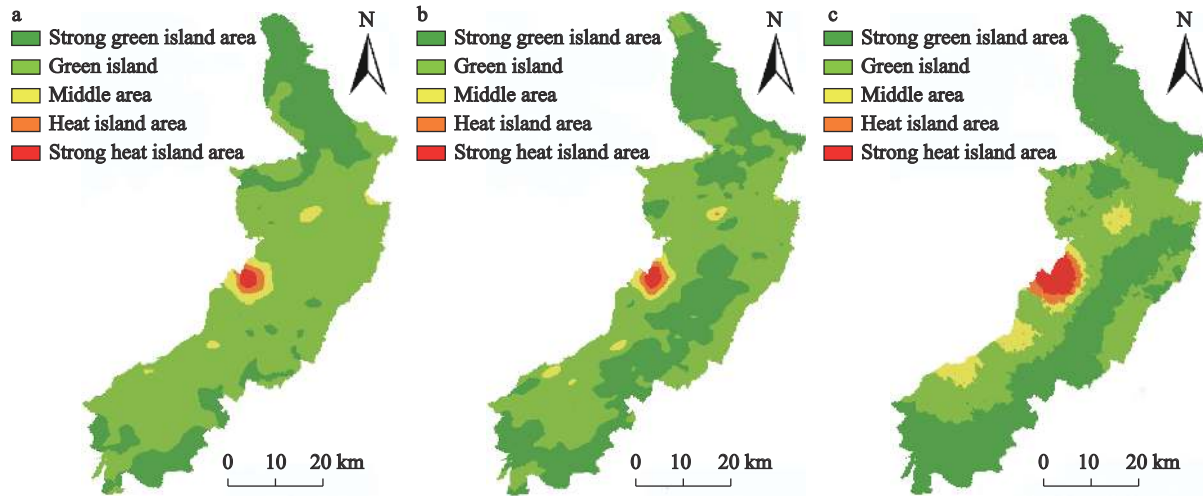 a
N
Strong green island area
Green island
Middle area
Heat island area
Strong heat island area
0 10 20 km
b
N
Strong green island area
Green island
Middle area
Heat island area
Strong heat island area
0 10 20 km
c
N
Strong green island area
Green island
Middle area
Heat island area
Strong heat island area
0 10 20 km